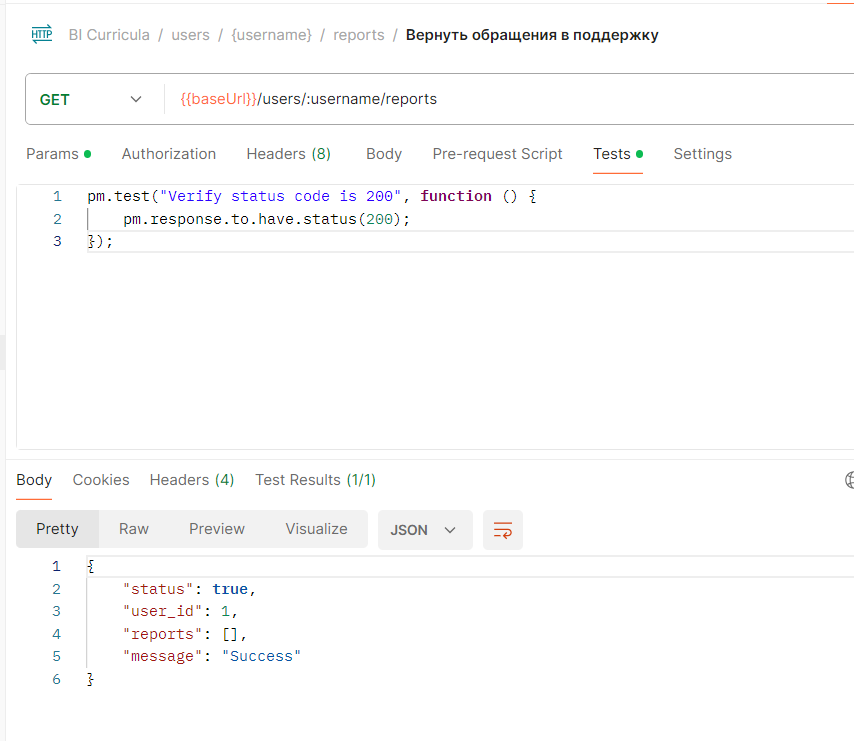 HTTP BI Curricula / users / {username} / reports / Вернуть обращения в поддержку
GET {{baseUrl}}/users/:username/reports
Params Authorization Headers (8) Body Pre-request Script Tests Settings
1 pm.test("Verify status code is 200", function () {
2 pm.response.to.have.status(200);
3 });
Body Cookies Headers (4) Test Results (1/1)
Pretty Raw Preview Visualize JSON
1 {
2 "status": true,
3 "user_id": 1,
4 "reports": [],
5 "message": "Success"
6 }